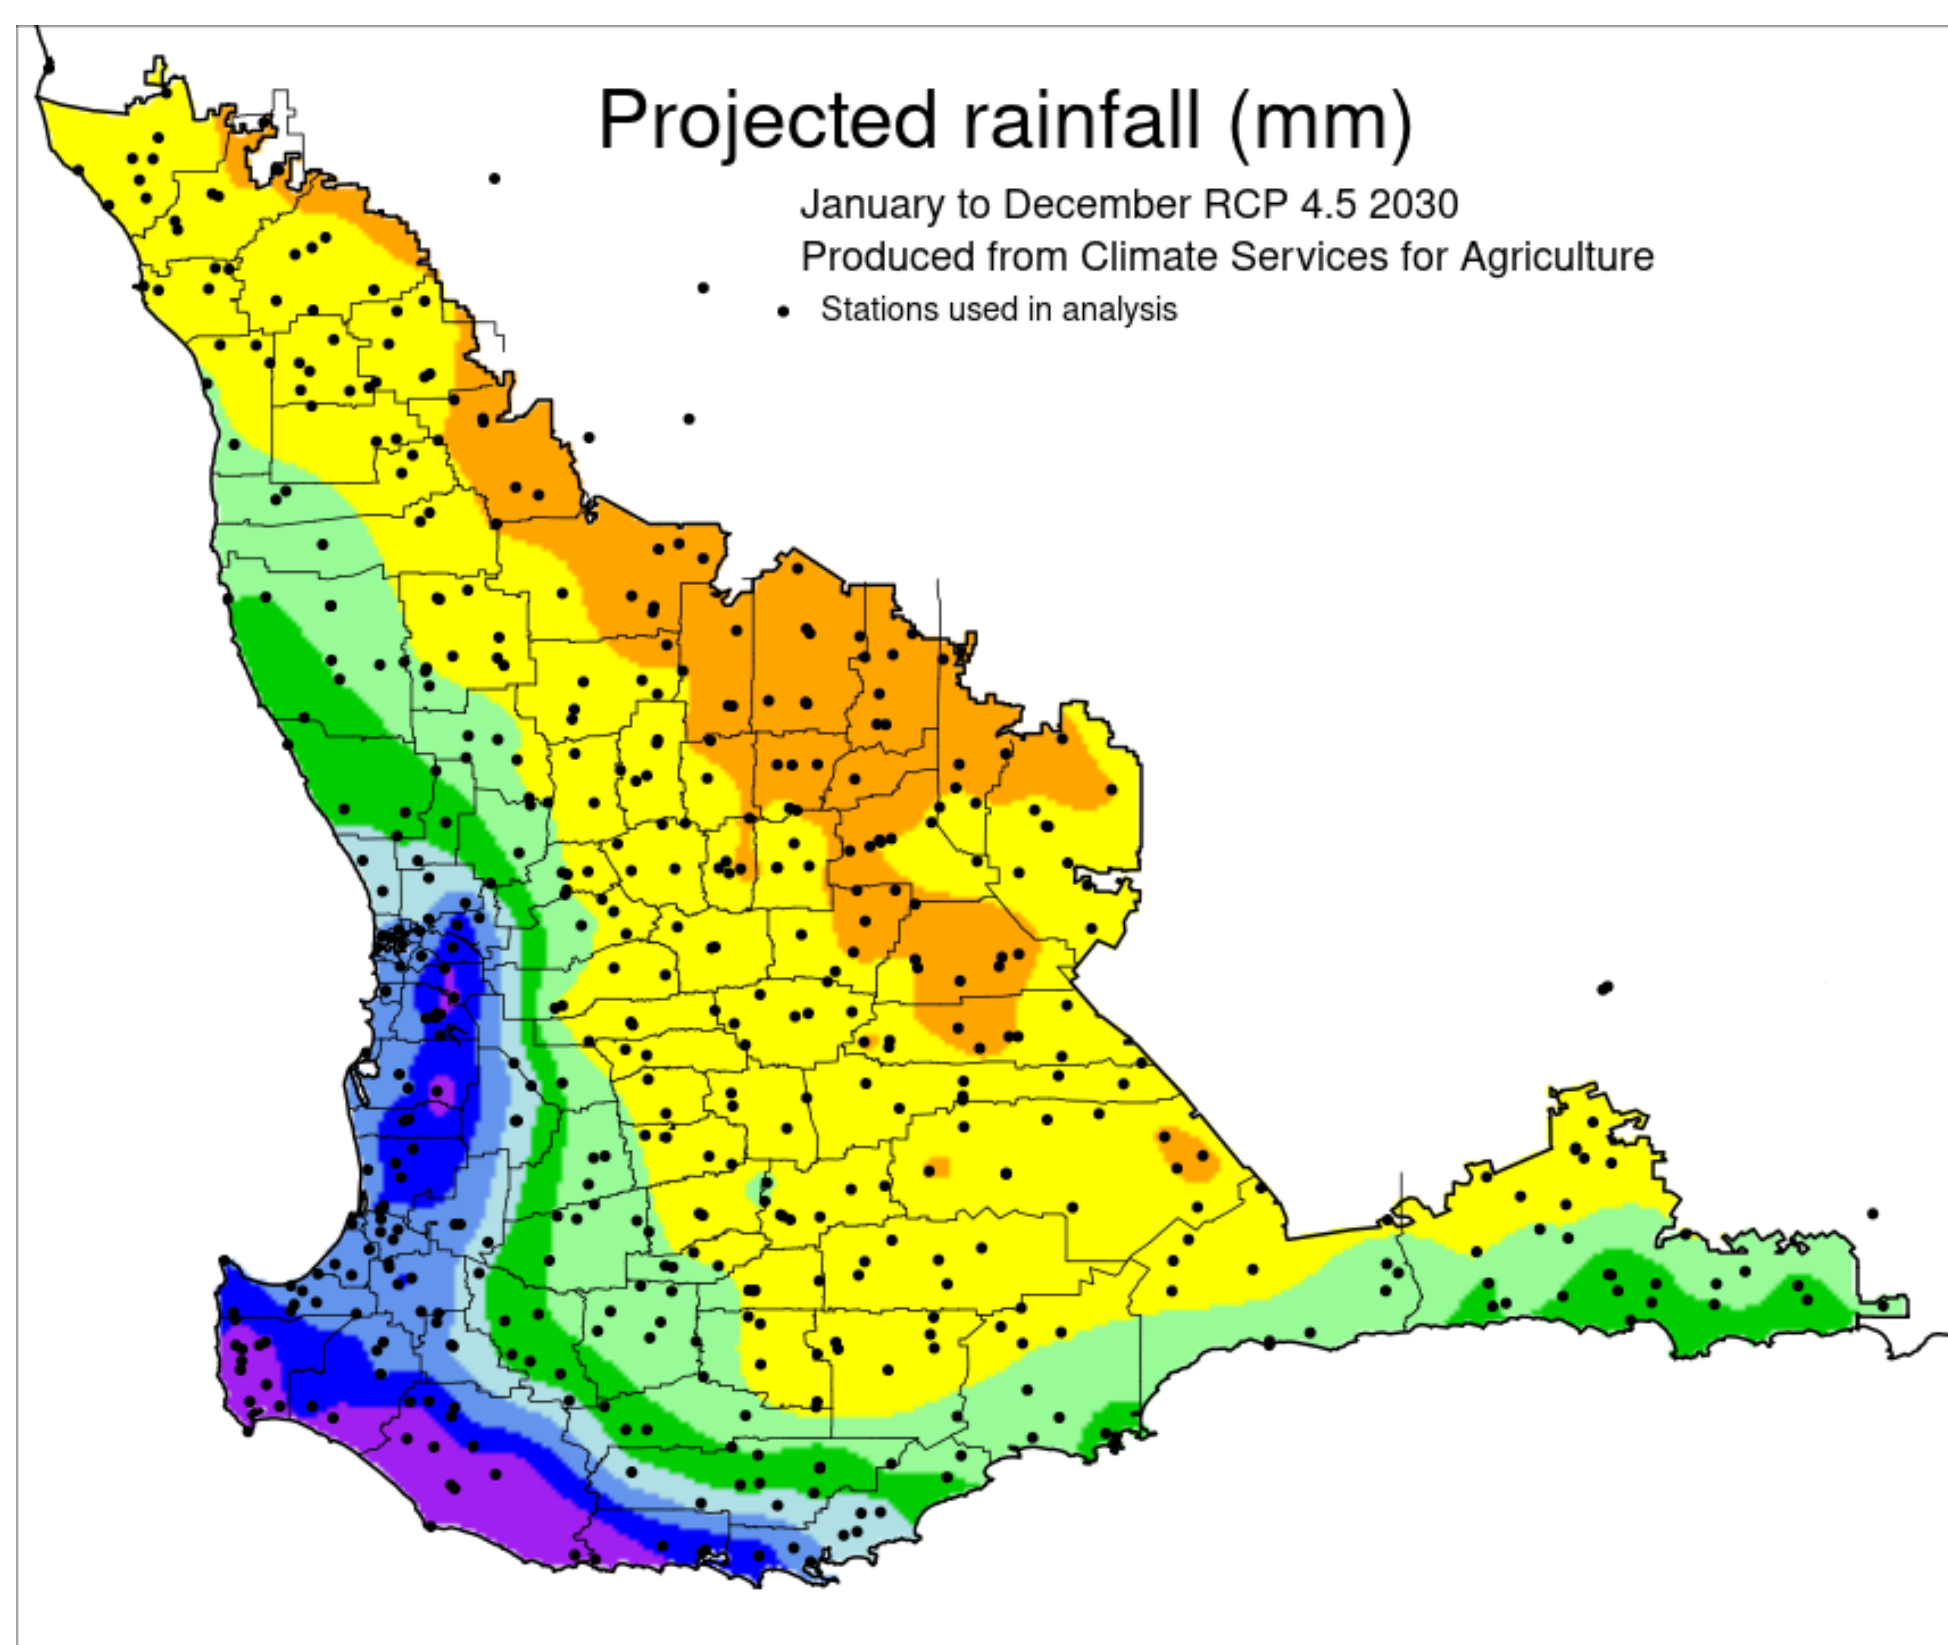 Projected rainfall (mm)
January to December RCP 4.5 2030
Produced from Climate Services for Agriculture
Stations used in analysis